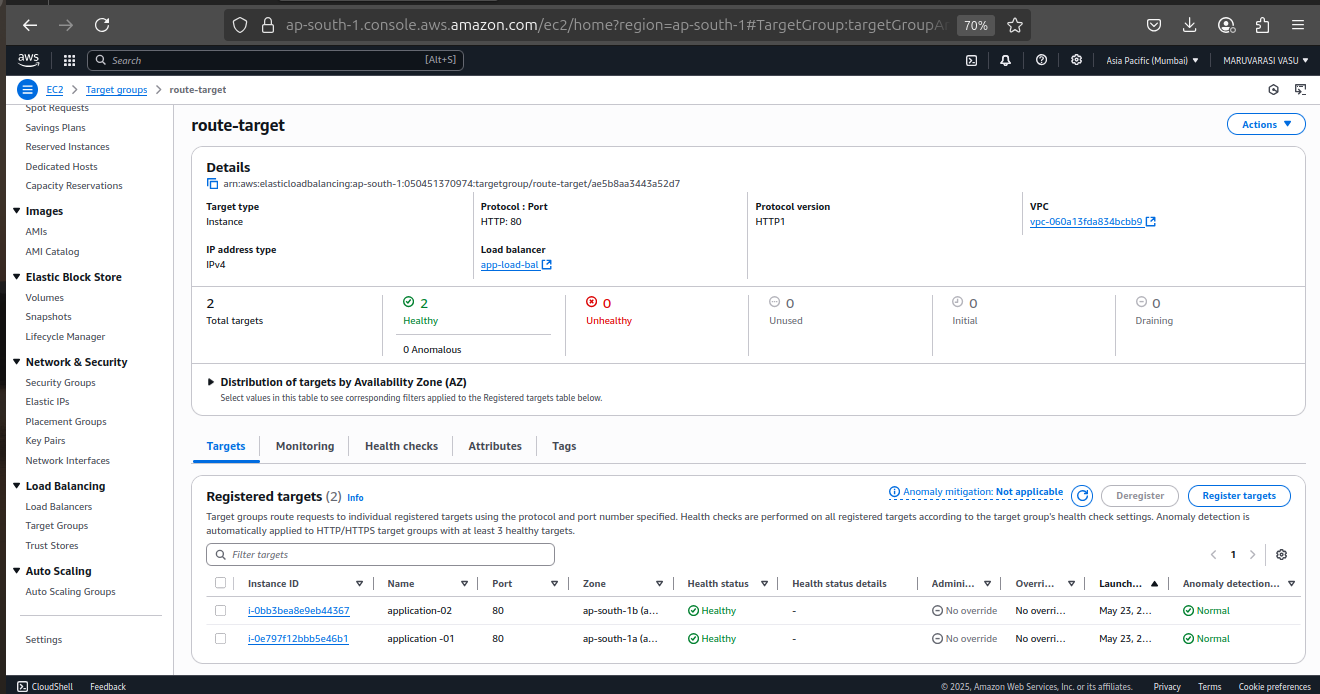 ap-south-1.console.aws.amazon.com/ec2/home?region=ap-south-1#TargetGroup:targetGroupAr
70%
aws
Search
[Alt+S]
Asia Pacific (Mumbai)
MARUVARASI VASU
EC2 > Target groups > route-target
Spot Requests
Savings Plans
Reserved Instances
Dedicated Hosts
Capacity Reservations
Images
AMIs
AMI Catalog
Elastic Block Store
Volumes
Snapshots
Lifecycle Manager
Network & Security
Security Groups
Elastic IPs
Placement Groups
Key Pairs
Network Interfaces
Load Balancing
Load Balancers
Target Groups
Trust Stores
Auto Scaling
Auto Scaling Groups
Settings
route-target
Actions
Details
arn:aws:elasticloadbalancing:ap-south-1:050451370974:targetgroup/route-target/ae5b8aa3443a52d7
Target type
Instance
Protocol : Port
HTTP: 80
Protocol version
HTTP1
VPC
vpc-060a13fda834bcbb9
IP address type
IPv4
Load balancer
app-load-bal
2
Total targets
2
Healthy
0 Anomalous
0
Unhealthy
0
Unused
0
Initial
0
Draining
Distribution of targets by Availability Zone (AZ)
Select values in this table to see corresponding filters applied to the Registered targets table below.
Targets
Monitoring
Health checks
Attributes
Tags
Registered targets (2) Info
Anomaly mitigation: Not applicable
Deregister
Register targets
Target groups route requests to individual registered targets using the protocol and port number specified. Health checks are performed on all registered targets according to the target group's health check settings. Anomaly detection is
automatically applied to HTTP/HTTPS target groups with at least 3 healthy targets.
Filter targets
< 1 >
Instance ID Name Port Zone Health status Health status details Admini... Overri... Launch... Anomaly detection...
i-0bb3bea8e9eb44367 application-02 80 ap-south-1b (a... Healthy - No override No overri... May 23, 2... Normal
i-0e797f12bbb5e46b1 application -01 80 ap-south-1a (a... Healthy - No override No overri... May 23, 2... Normal
CloudShell
Feedback
© 2025, Amazon Web Services, Inc. or its affiliates.
Privacy
Terms
Cookie preferences